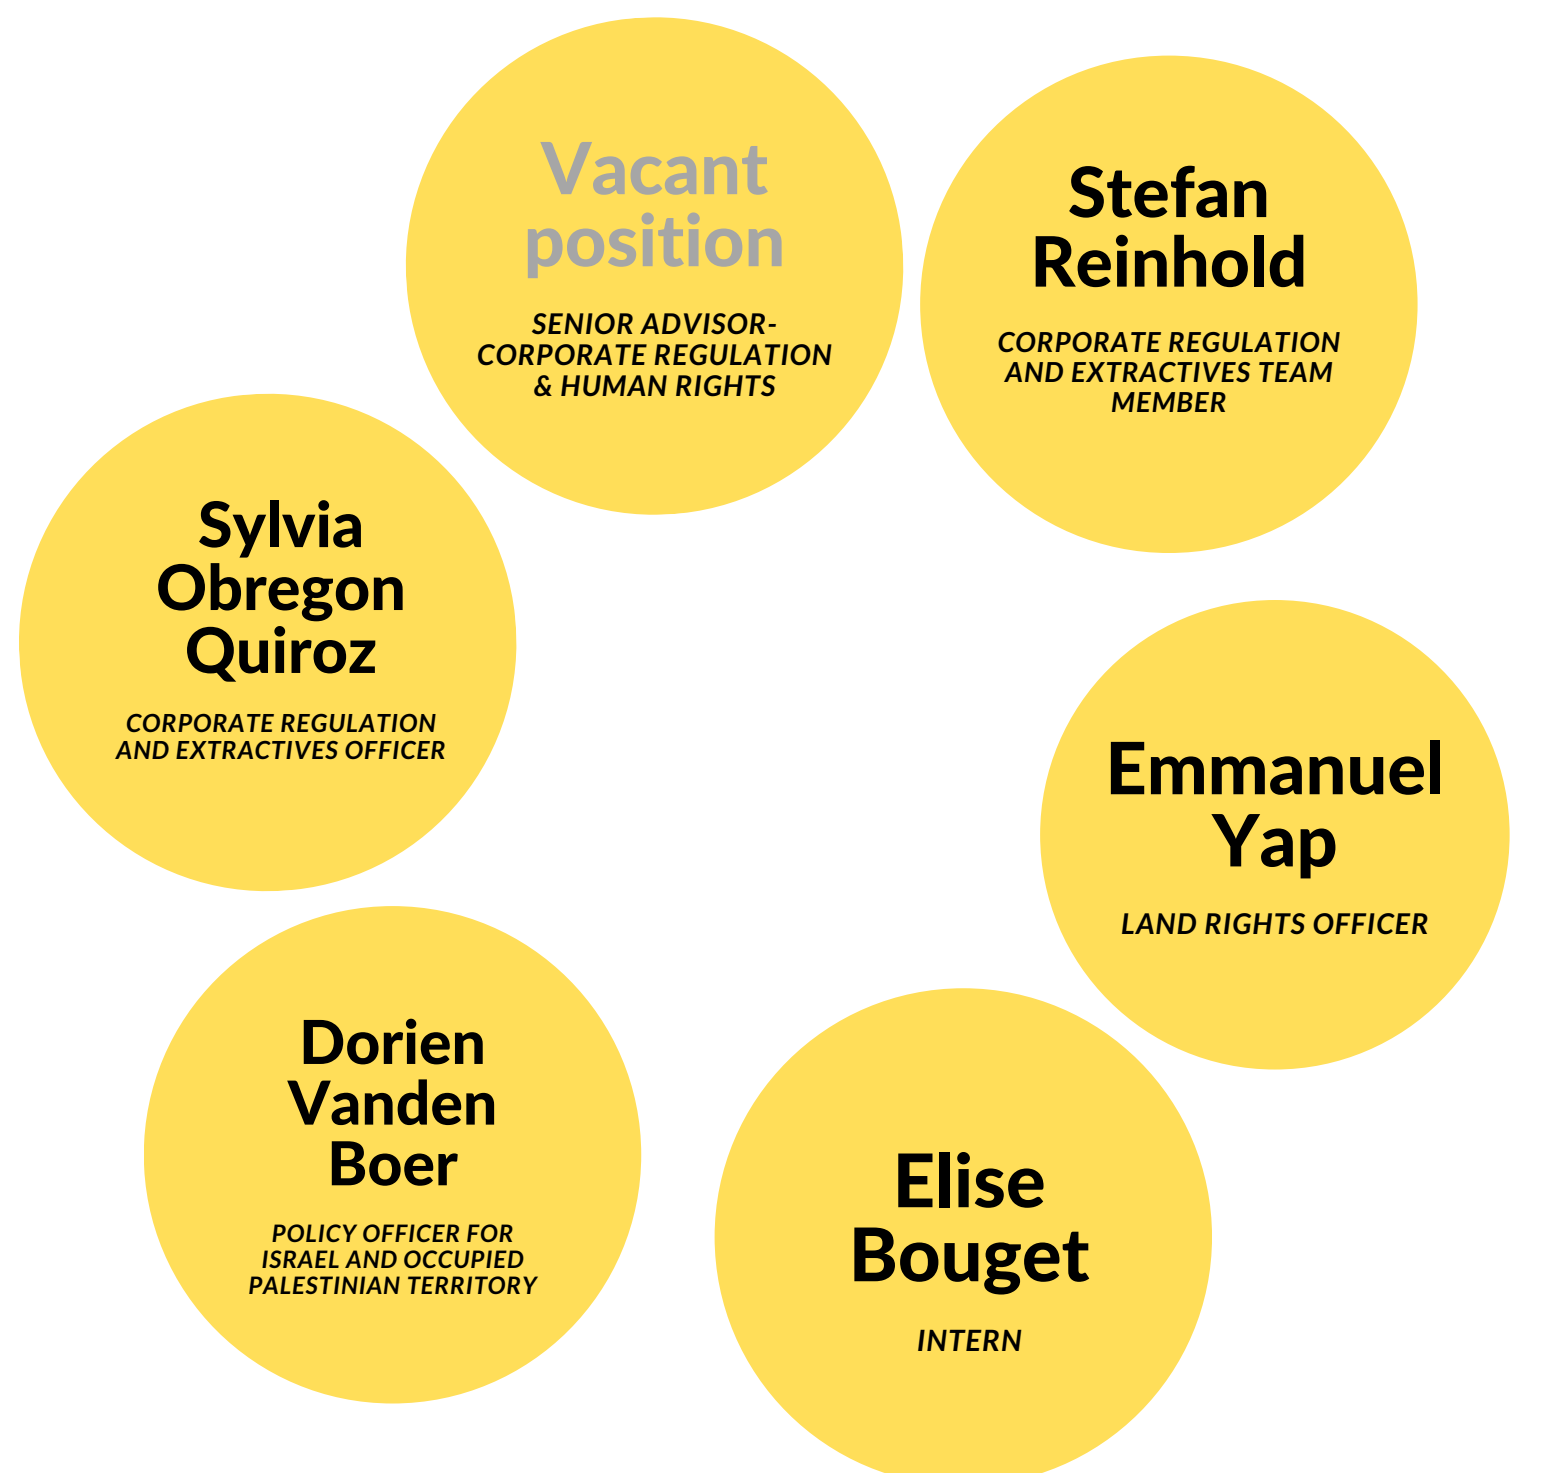 Vacant
position
SENIOR ADVISOR-
CORPORATE REGULATION
& HUMAN RIGHTS
Stefan
Reinhold
CORPORATE REGULATION
AND EXTRACTIVES TEAM
MEMBER
Sylvia
Obregon
Quiroz
CORPORATE REGULATION
AND EXTRACTIVES OFFICER
Emmanuel
Yap
LAND RIGHTS OFFICER
Dorien
Vanden
Boer
POLICY OFFICER FOR
ISRAEL AND OCCUPIED
PALESTINIAN TERRITORY
Elise
Bouget
INTERN